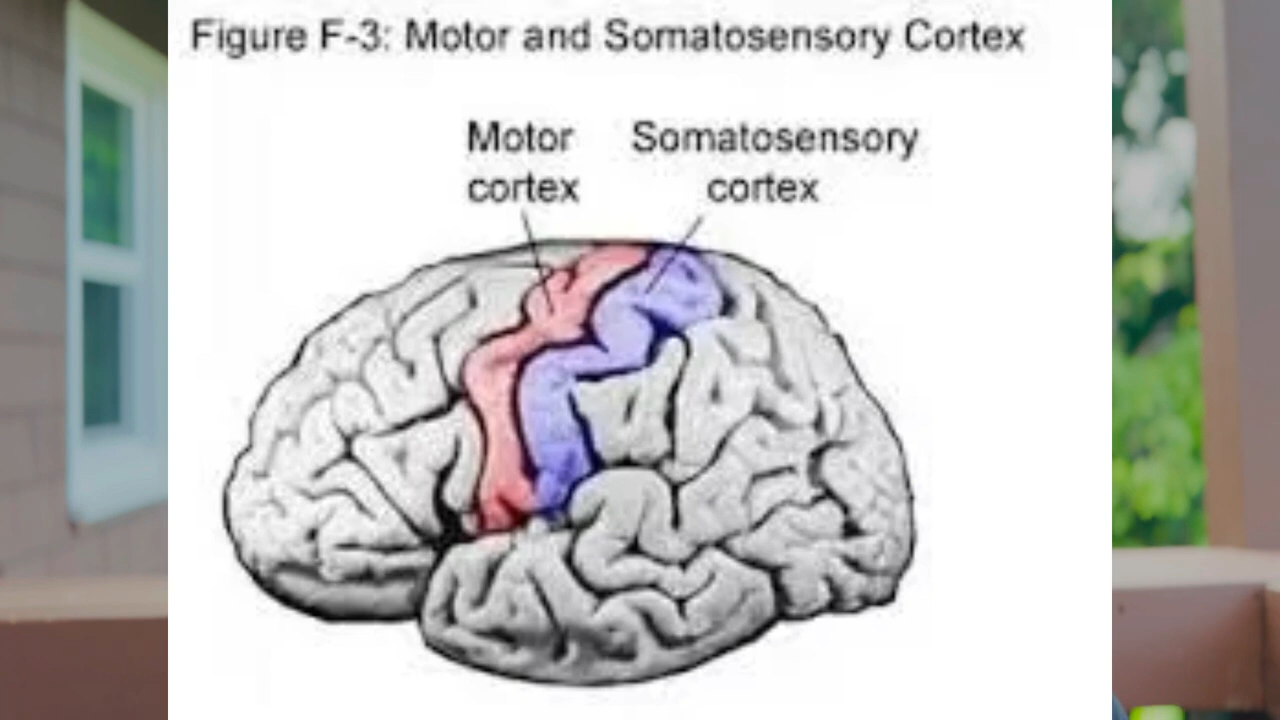 Figure F-3: Motor and Somatosensory Cortex
Motor
cortex
Somatosensory
cortex